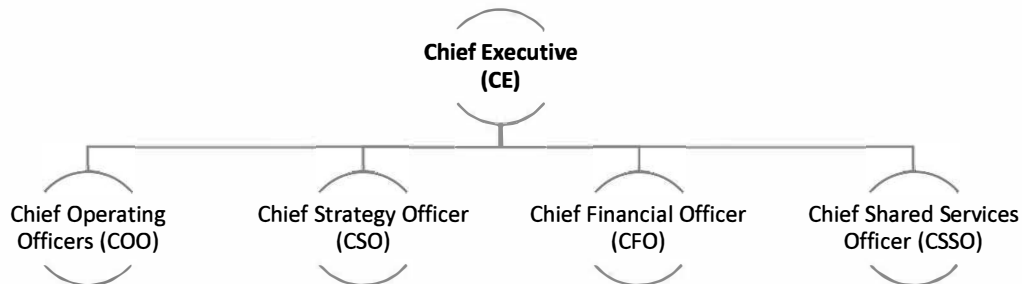 Chief Executive
(CE)
Chief Operating
Officers (COO)
Chief Strategy Officer
(CSO)
Chief Financial Officer
(CFO)
Chief Shared Services
Officer (CSSO)